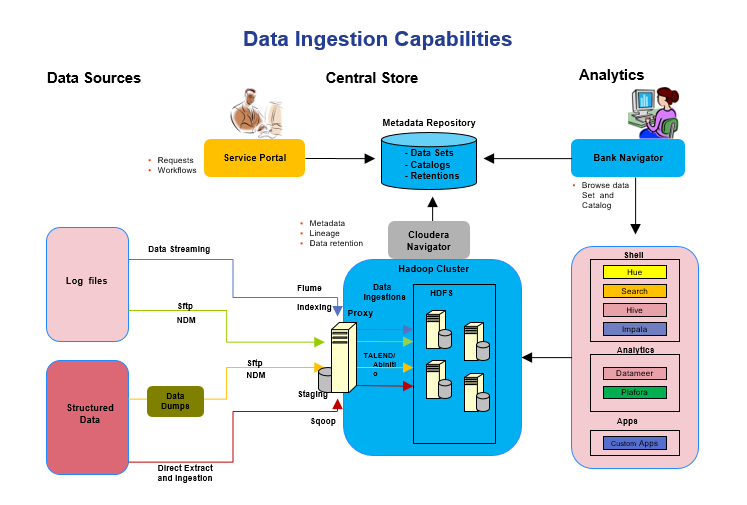 Data Ingestion Capabilities
Data Sources
Central Store
Analytics
Metadata Repository
- Data Sets
- Catalogs
- Retentions
Service Portal
Bank Navigator
• Requests
• Workflows
• Browse data
Set and
Catalog
• Metadata
• Lineage
• Data retention
Cloudera
Navigator
Log files
Data Streaming
Flume
Indexing
Sftp
NDM
Structured
Data
Data
Dumps
Sftp
NDM
Staging
Sqoop
Direct Extract
and Ingestion
Hadoop Cluster
Data
Ingestions
HDFS
Proxy
TALEND/
Abiniti
o
Shell
Hue
Search
Hive
Impala
Analytics
Datameer
Plafora
Apps
Custom Apps